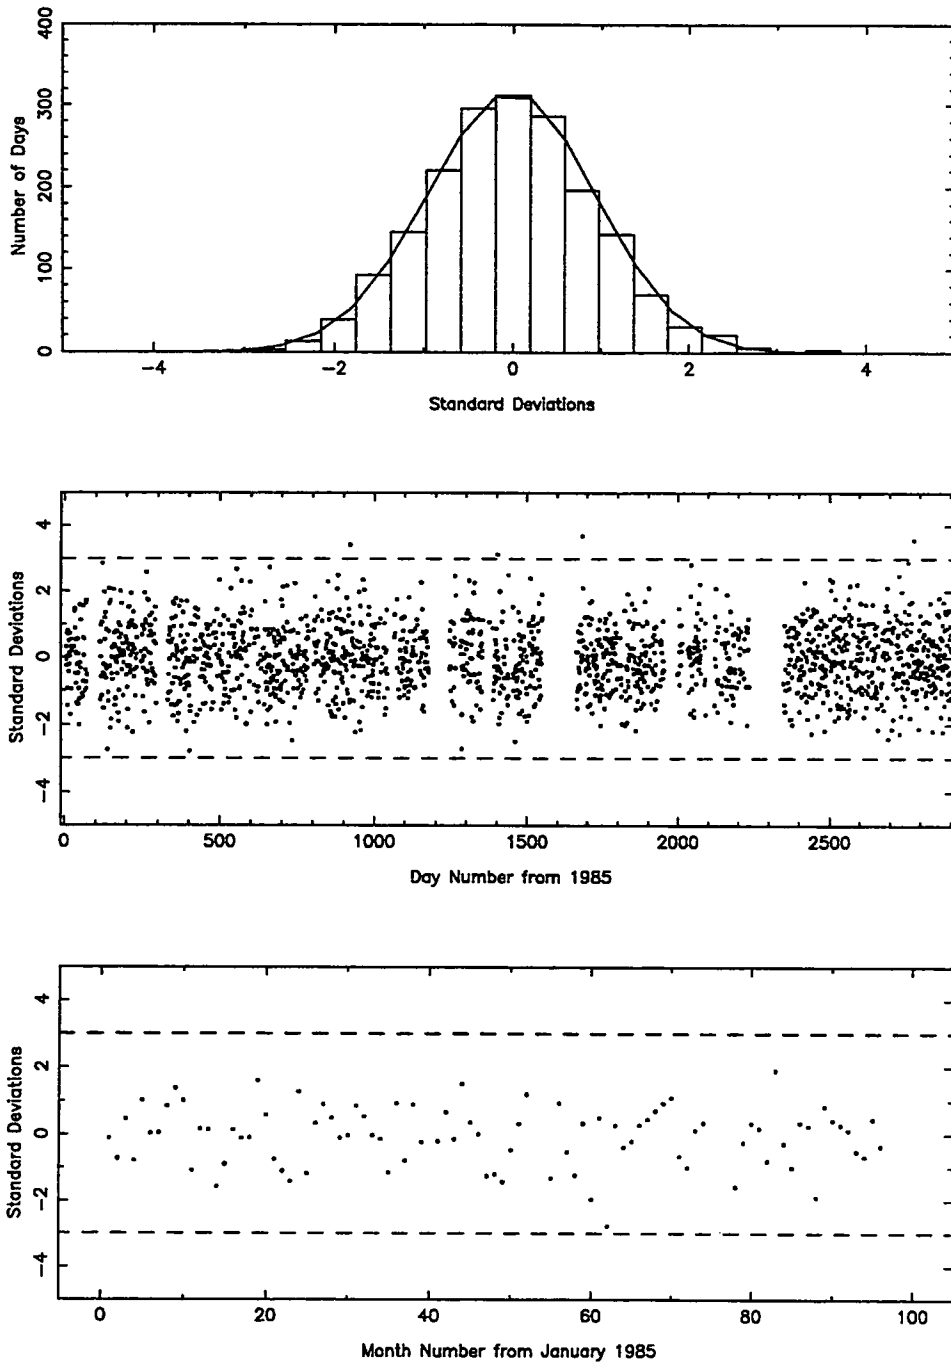 Number of Days
400
300
200
100
0
-4 -2 0 2 4
Standard Deviations
Standard Deviations
4
2
0
-2
-4
0 500 1000 1500 2000 2500
Day Number from 1985
Standard Deviations
4
2
0
-2
-4
0 20 40 60 80 100
Month Number from January 1985